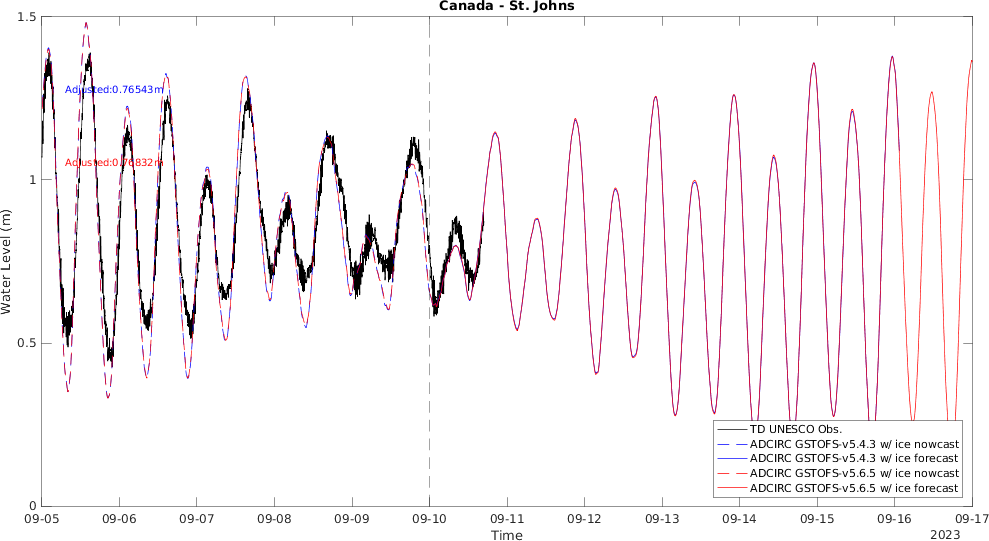 Canada - St. Johns
1.5
Adjusted:0.76543m
Adjusted:0.76832m
1
Water Level (m)
0.5
TD UNESCO Obs.
ADCIRC GSTOFS-v5.4.3 w/ ice nowcast
ADCIRC GSTOFS-v5.4.3 w/ ice forecast
ADCIRC GSTOFS-v5.6.5 w/ ice nowcast
ADCIRC GSTOFS-v5.6.5 w/ ice forecast
0
09-05 09-06 09-07 09-08 09-09 09-10 09-11 09-12 09-13 09-14 09-15 09-16 09-17
Time
2023